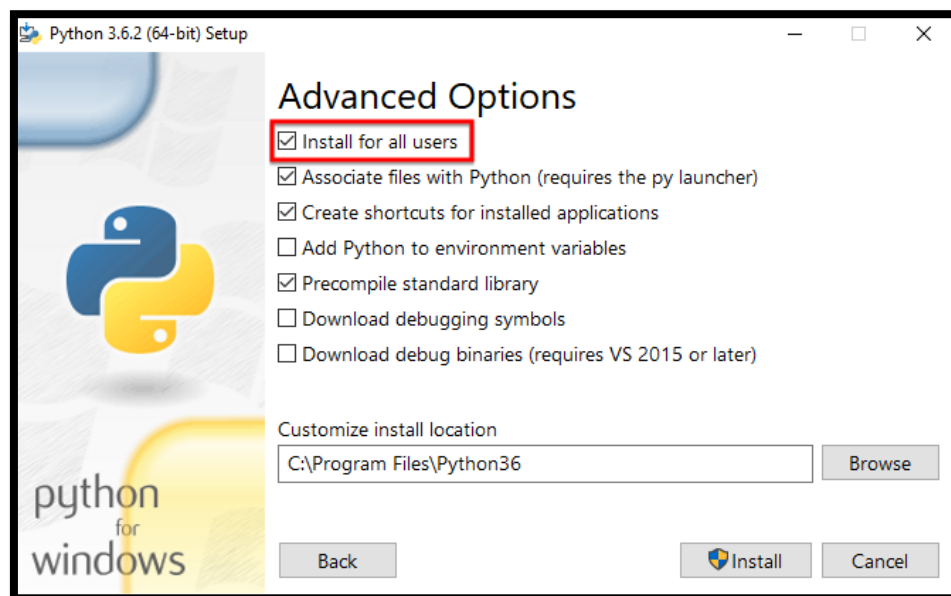 Python 3.6.2 (64-bit) Setup
Advanced Options
Install for all users
Associate files with Python (requires the py launcher)
Create shortcuts for installed applications
Add Python to environment variables
Precompile standard library
Download debugging symbols
Download debug binaries (requires VS 2015 or later)
Customize install location
C:\Program Files\Python36
Browse
python
for
windows
Back
Install
Cancel